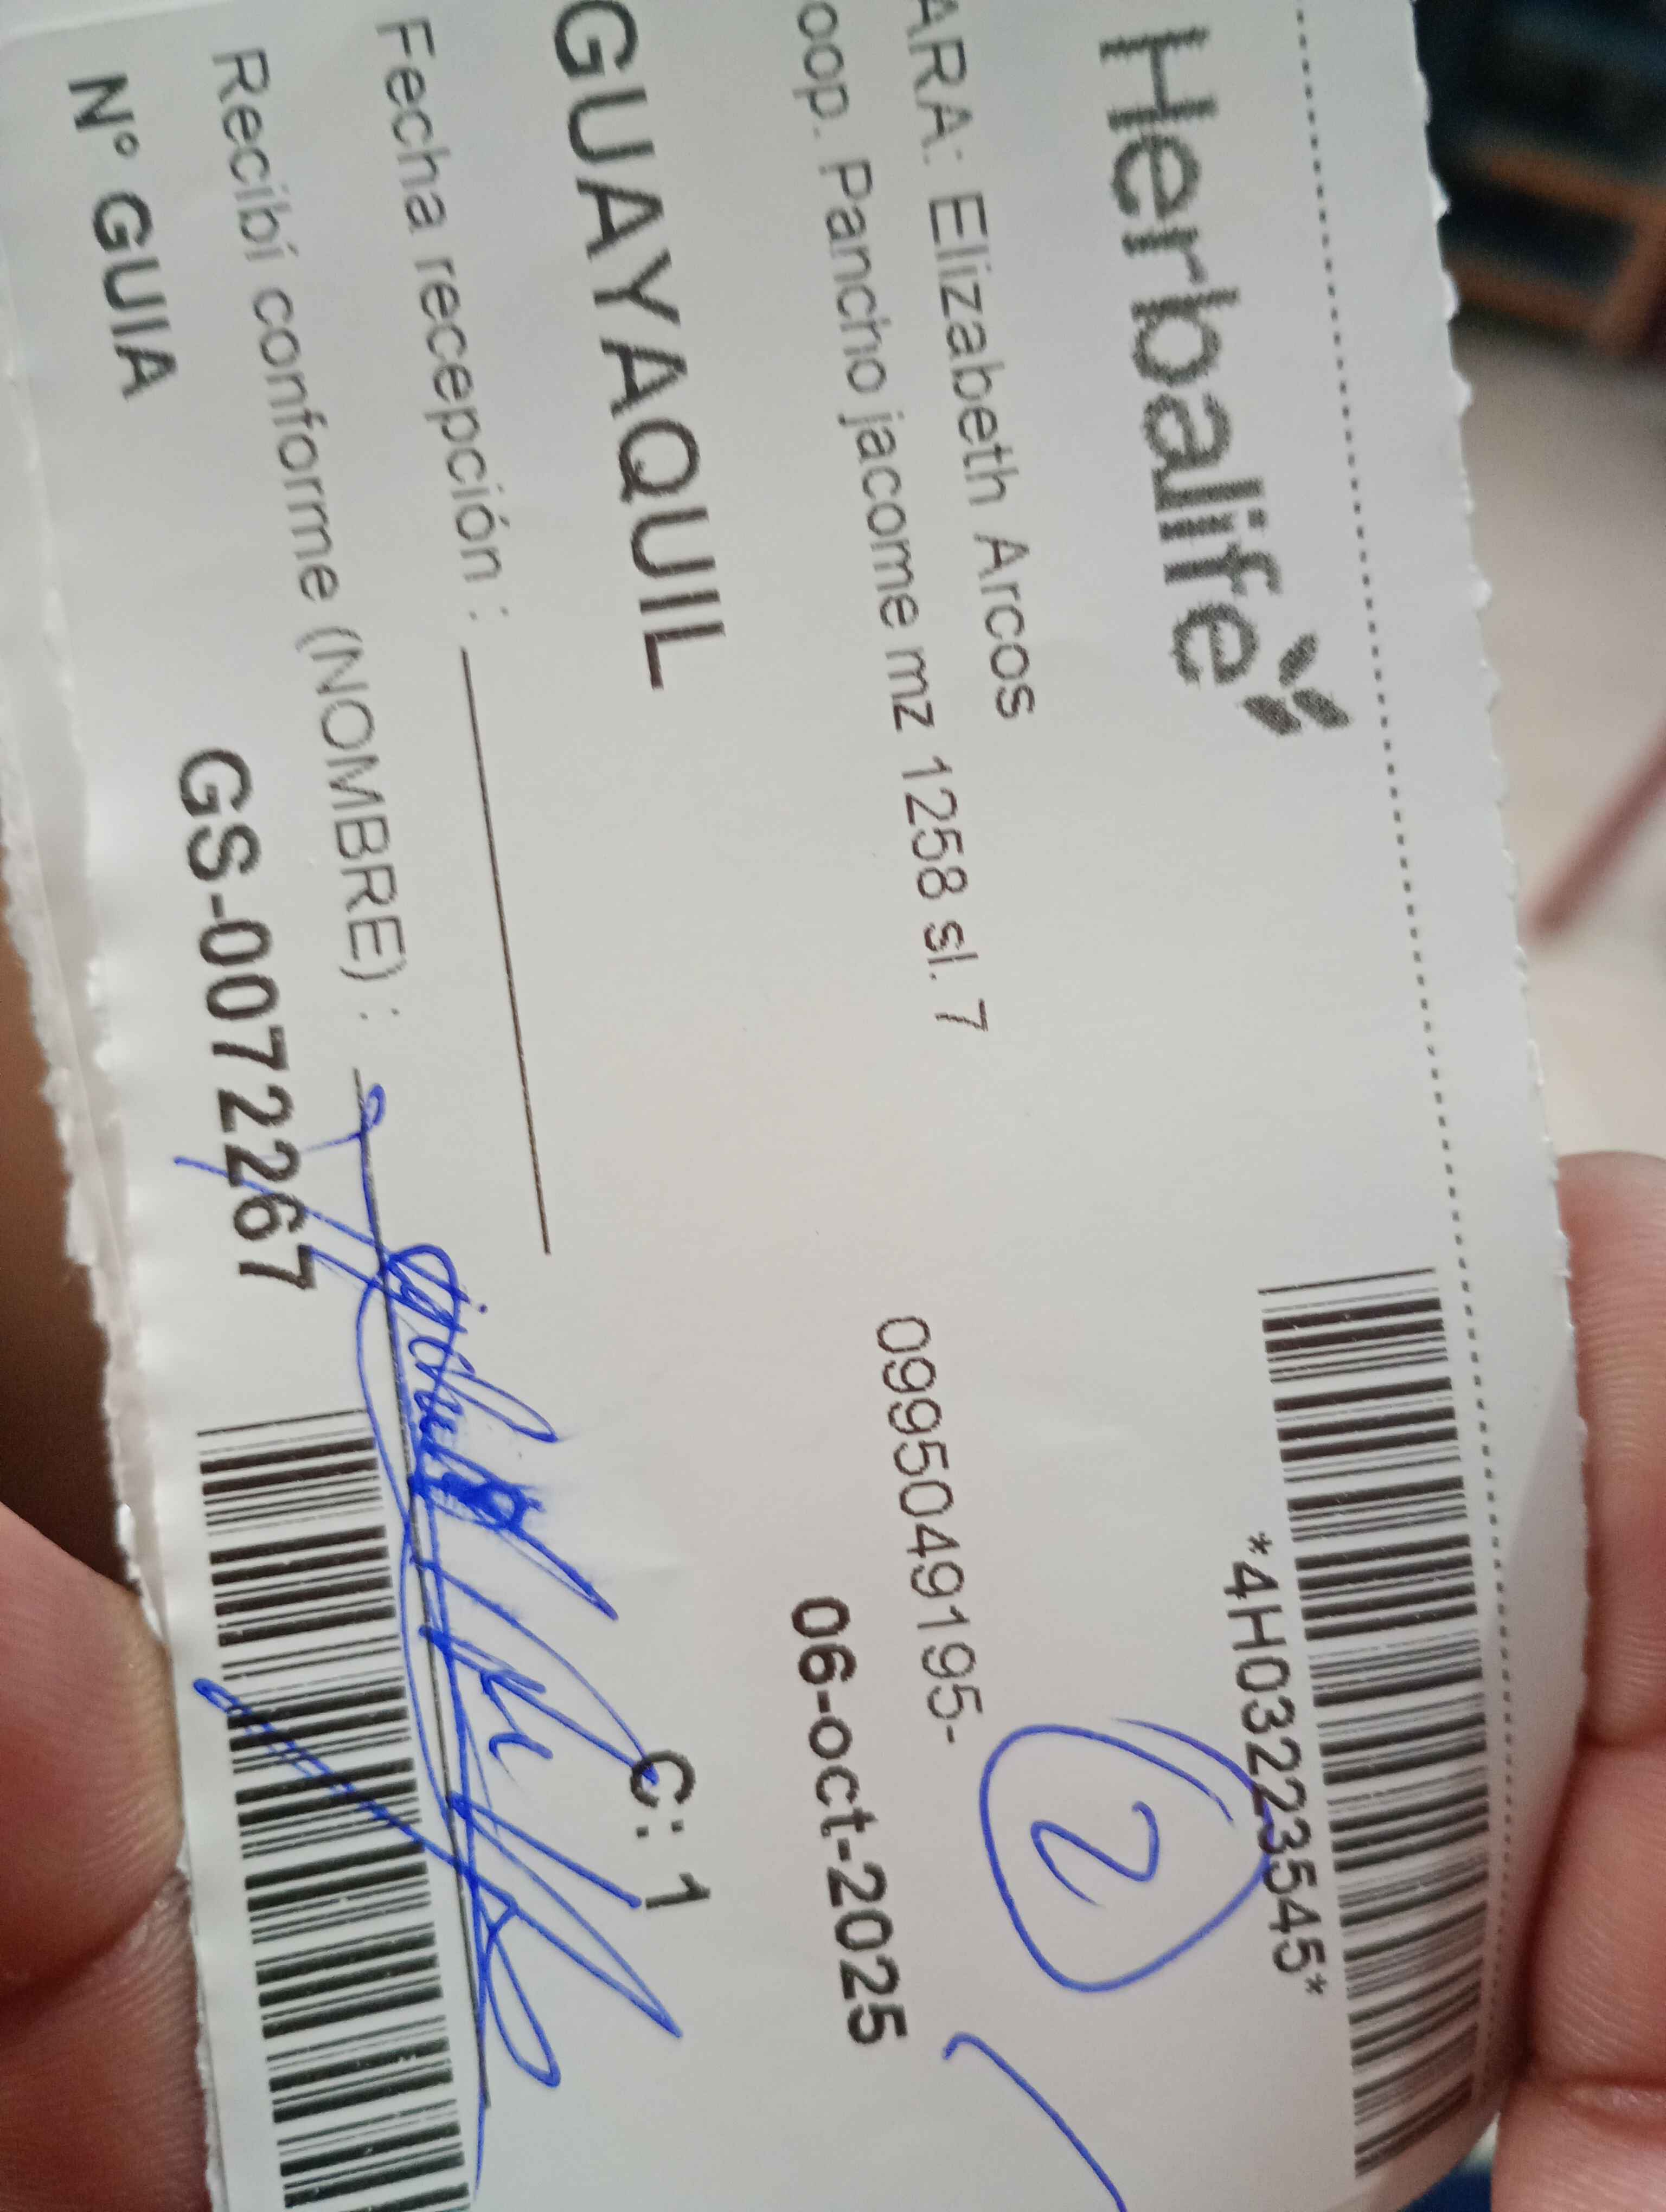 Herbalife
*4H03223545*
ARA: Elizabeth Arcos
2
oop. Pancho jacome mz 1258 sl. 7
0995049195-
06-oct-2025
GUAYAQUIL
C: 1
Fecha recepción :
Recibí conforme (NOMBRE) :
N° GUIA GS-0072267